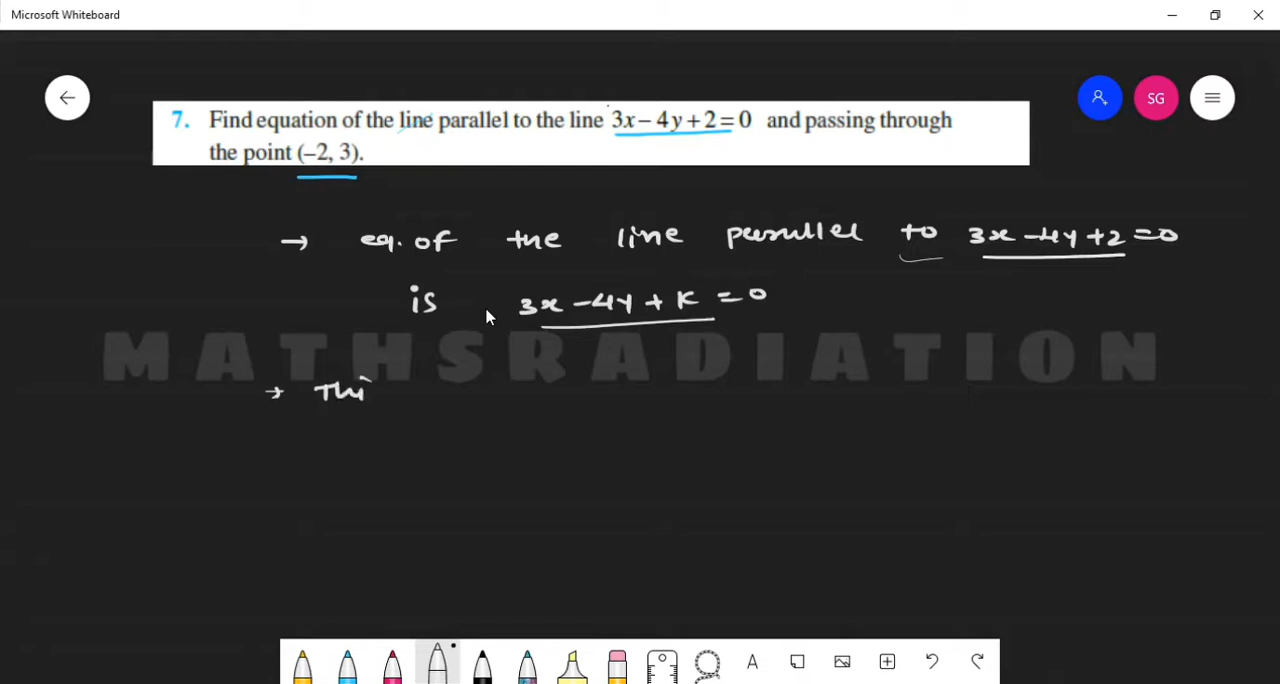 Microsoft Whiteboard
SG
7. Find equation of the line parallel to the line 3x – 4y + 2 = 0 and passing through
the point (–2, 3).
→ eq. of the line parallel to 3x - 4y + 2 = 0
is 3x - 4y + K = 0
MATHSRADIATION
→ Thi
A